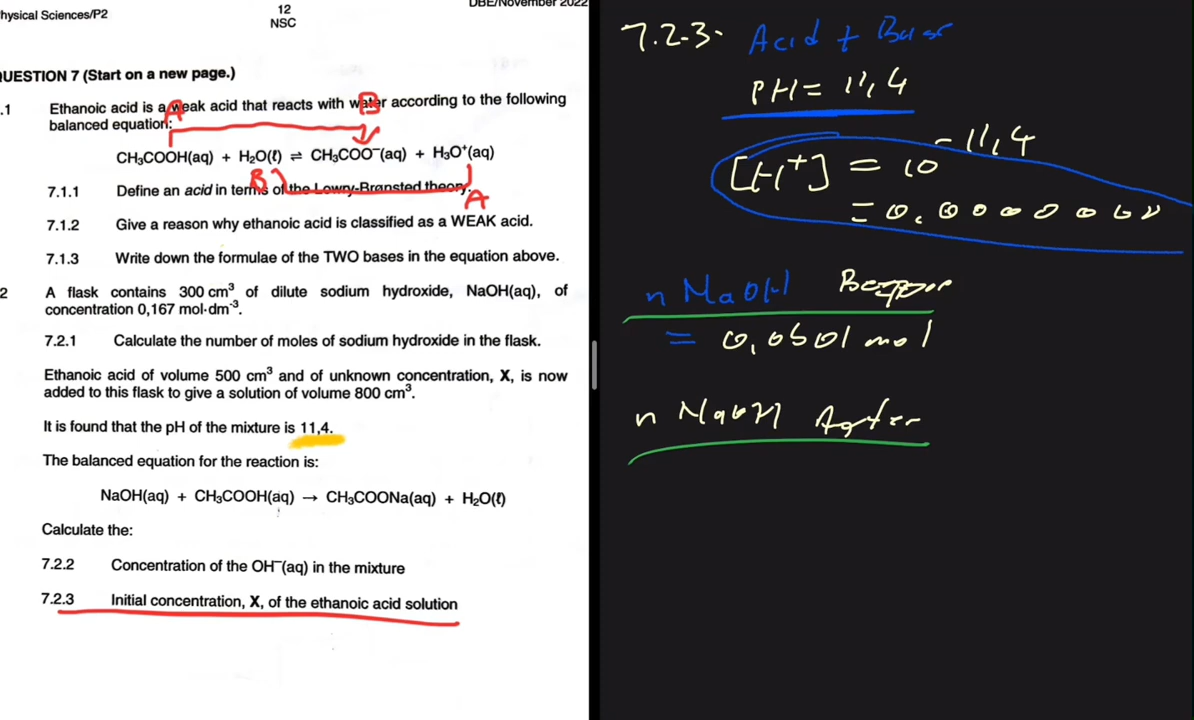 hysical Sciences/P2
12
NSC
DBE/November 2022
UESTION 7 (Start on a new page.)
.1 Ethanoic acid is a weak acid that reacts with water according to the following
balanced equation:
A
B
CH₃COOH(aq) + H₂O(ℓ) ⇌ CH₃COO⁻(aq) + H₃O⁺(aq)
B
A
7.1.1 Define an acid in terms of the Lowry-Brønsted theory.
7.1.2 Give a reason why ethanoic acid is classified as a WEAK acid.
7.1.3 Write down the formulae of the TWO bases in the equation above.
2 A flask contains 300 cm³ of dilute sodium hydroxide, NaOH(aq), of
concentration 0,167 mol·dm⁻³.
7.2.1 Calculate the number of moles of sodium hydroxide in the flask.
Ethanoic acid of volume 500 cm³ and of unknown concentration, X, is now
added to this flask to give a solution of volume 800 cm³.
It is found that the pH of the mixture is 11,4.
The balanced equation for the reaction is:
NaOH(aq) + CH₃COOH(aq) → CH₃COONa(aq) + H₂O(ℓ)
Calculate the:
7.2.2 Concentration of the OH⁻(aq) in the mixture
7.2.3 Initial concentration, X, of the ethanoic acid solution
7.2.3. Acid + Base
PH = 11,4
[H⁺] = 10⁻¹¹,⁴
= 0,00000
n NaOH Before
= 0,0501 mol
n NaOH After